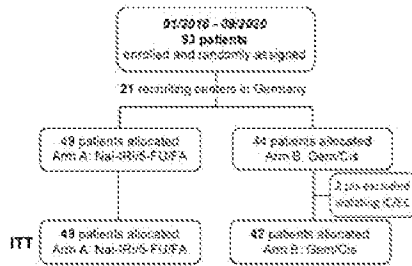 01/2018 – 09/2020
93 patients
enrolled and randomly assigned
21 recruiting centers in Germany
49 patients allocated
Arm A: Nal-IRI/5-FU/FA
44 patients allocated
Arm B: Gem/Cis
2 pts excluded
violating
ITT
49 patients allocated
Arm A: Nal-IRI/5-FU/FA
42 patients allocated
Arm B: Gem/Cis